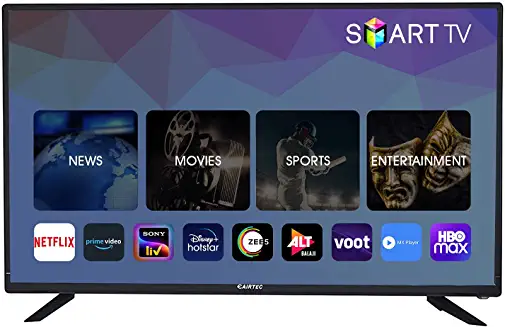 SMART TV
NEWS
MOVIES
SPORTS
ENTERTAINMENT
NETFLIX
prime video
SONY
liv
Disney+
hotstar
ZEE5
ALT
BALAJI
voot
MX Player
HBO
max
AIRTEC